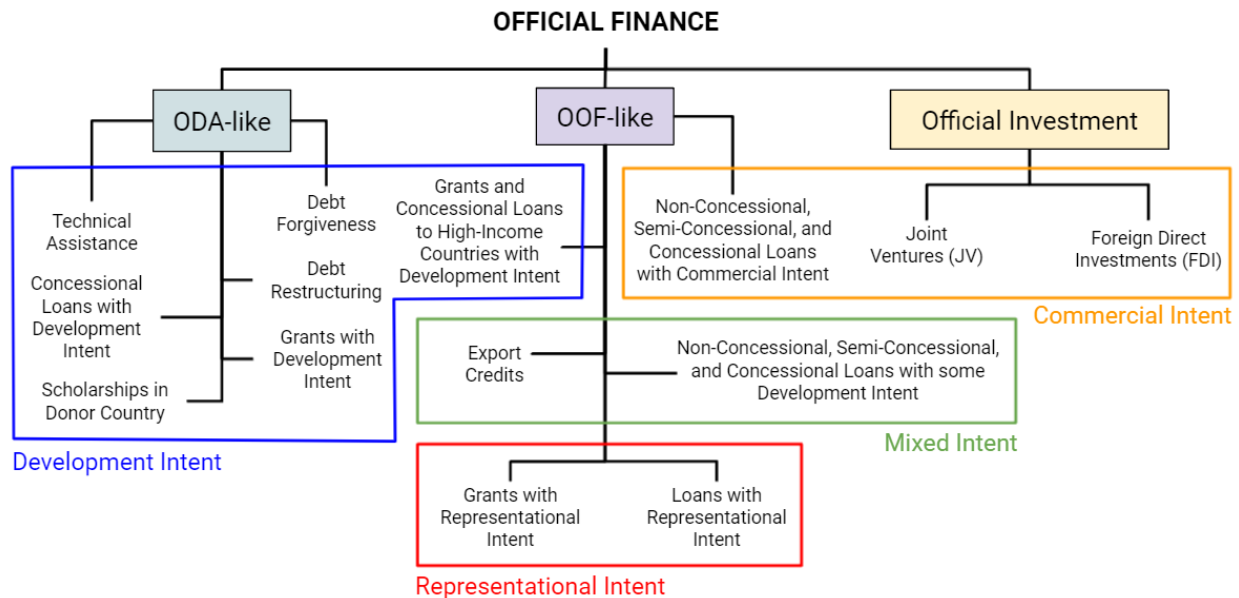 OFFICIAL FINANCE
ODA-like
OOF-like
Official Investment
Technical
Assistance
Debt
Forgiveness
Concessional
Loans with
Development
Intent
Debt
Restructuring
Grants with
Development
Intent
Scholarships in
Donor Country
Development Intent
Grants and
Concessional Loans
to High-Income
Countries with
Development Intent
Non-Concessional,
Semi-Concessional, and
Concessional Loans
with Commercial Intent
Joint
Ventures (JV)
Foreign Direct
Investments (FDI)
Commercial Intent
Export
Credits
Non-Concessional, Semi-Concessional,
and Concessional Loans with some
Development Intent
Mixed Intent
Grants with
Representational
Intent
Loans with
Representational
Intent
Representational Intent